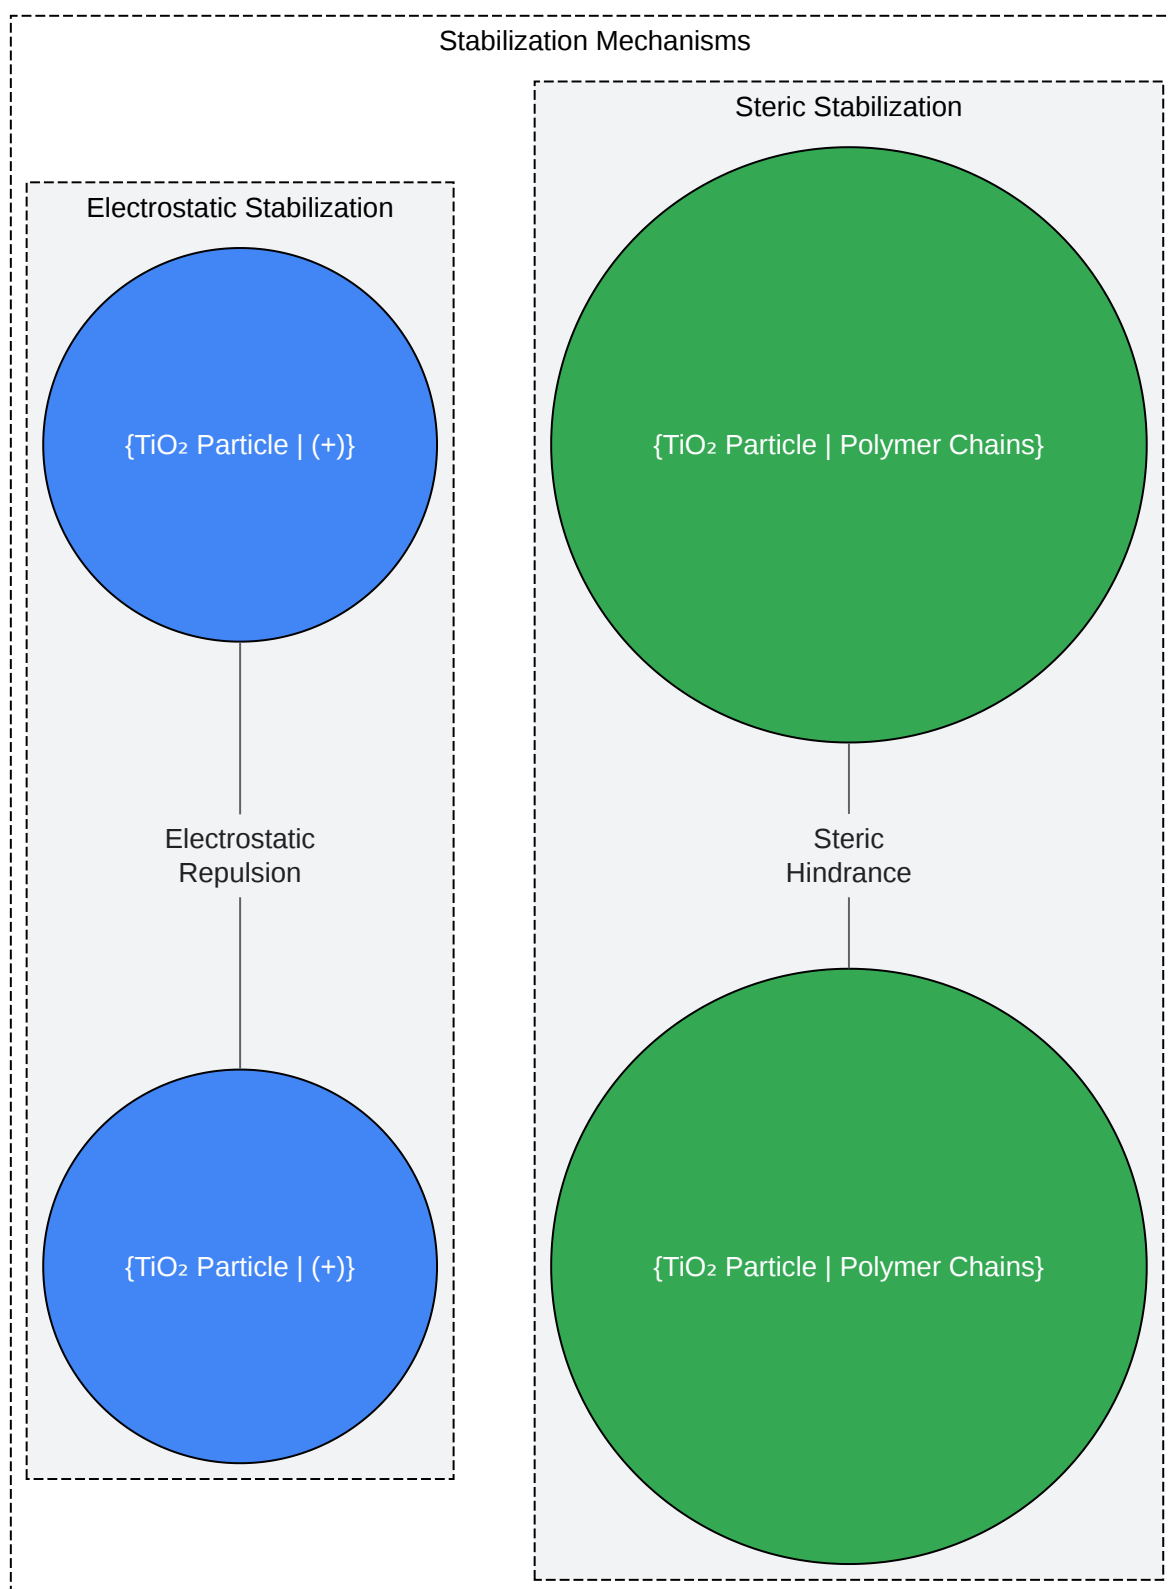 Stabilization Mechanisms
Electrostatic Stabilization
{TiO₂ Particle | (+)}
Electrostatic
Repulsion
{TiO₂ Particle | (+)}
Steric Stabilization
{TiO₂ Particle | Polymer Chains}
Steric
Hindrance
{TiO₂ Particle | Polymer Chains}